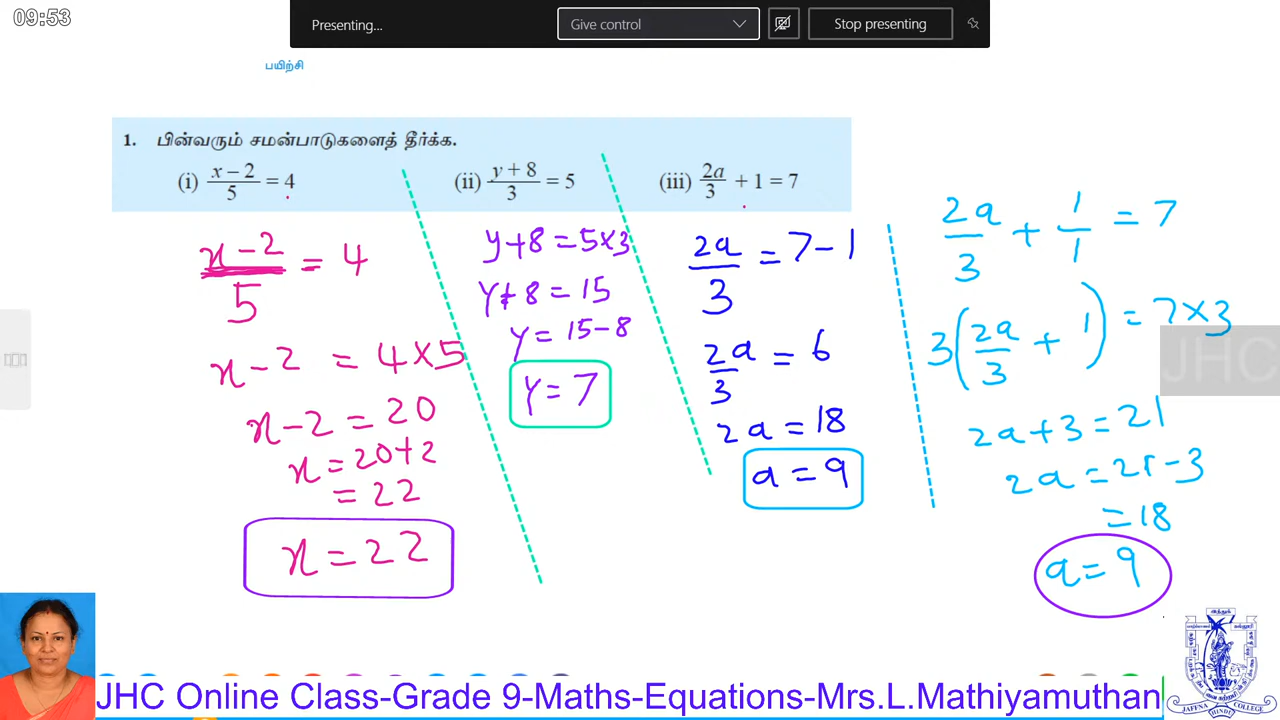 09:53
Presenting...
Give control
Stop presenting
பயிற்சி
1. பின்வரும் சமன்பாடுகளைத் தீர்க்க.
(i) x – 2 / 5 = 4
(ii) y + 8 / 3 = 5
(iii) 2a / 3 + 1 = 7
x – 2 / 5 = 4
x – 2 = 4 × 5
x – 2 = 20
x = 20 + 2
= 22
x = 22
y + 8 = 5 × 3
y + 8 = 15
y = 15 – 8
y = 7
2a / 3 = 7 – 1
2a / 3 = 6
2a = 18
a = 9
2a / 3 + 1 / 1 = 7
3(2a / 3 + 1) = 7 × 3
2a + 3 = 21
2a = 21 – 3
= 18
a = 9
JHC
JHC Online Class-Grade 9-Maths-Equations-Mrs.L.Mathiyamuthan
JAFFNA HINDU COLLEGE